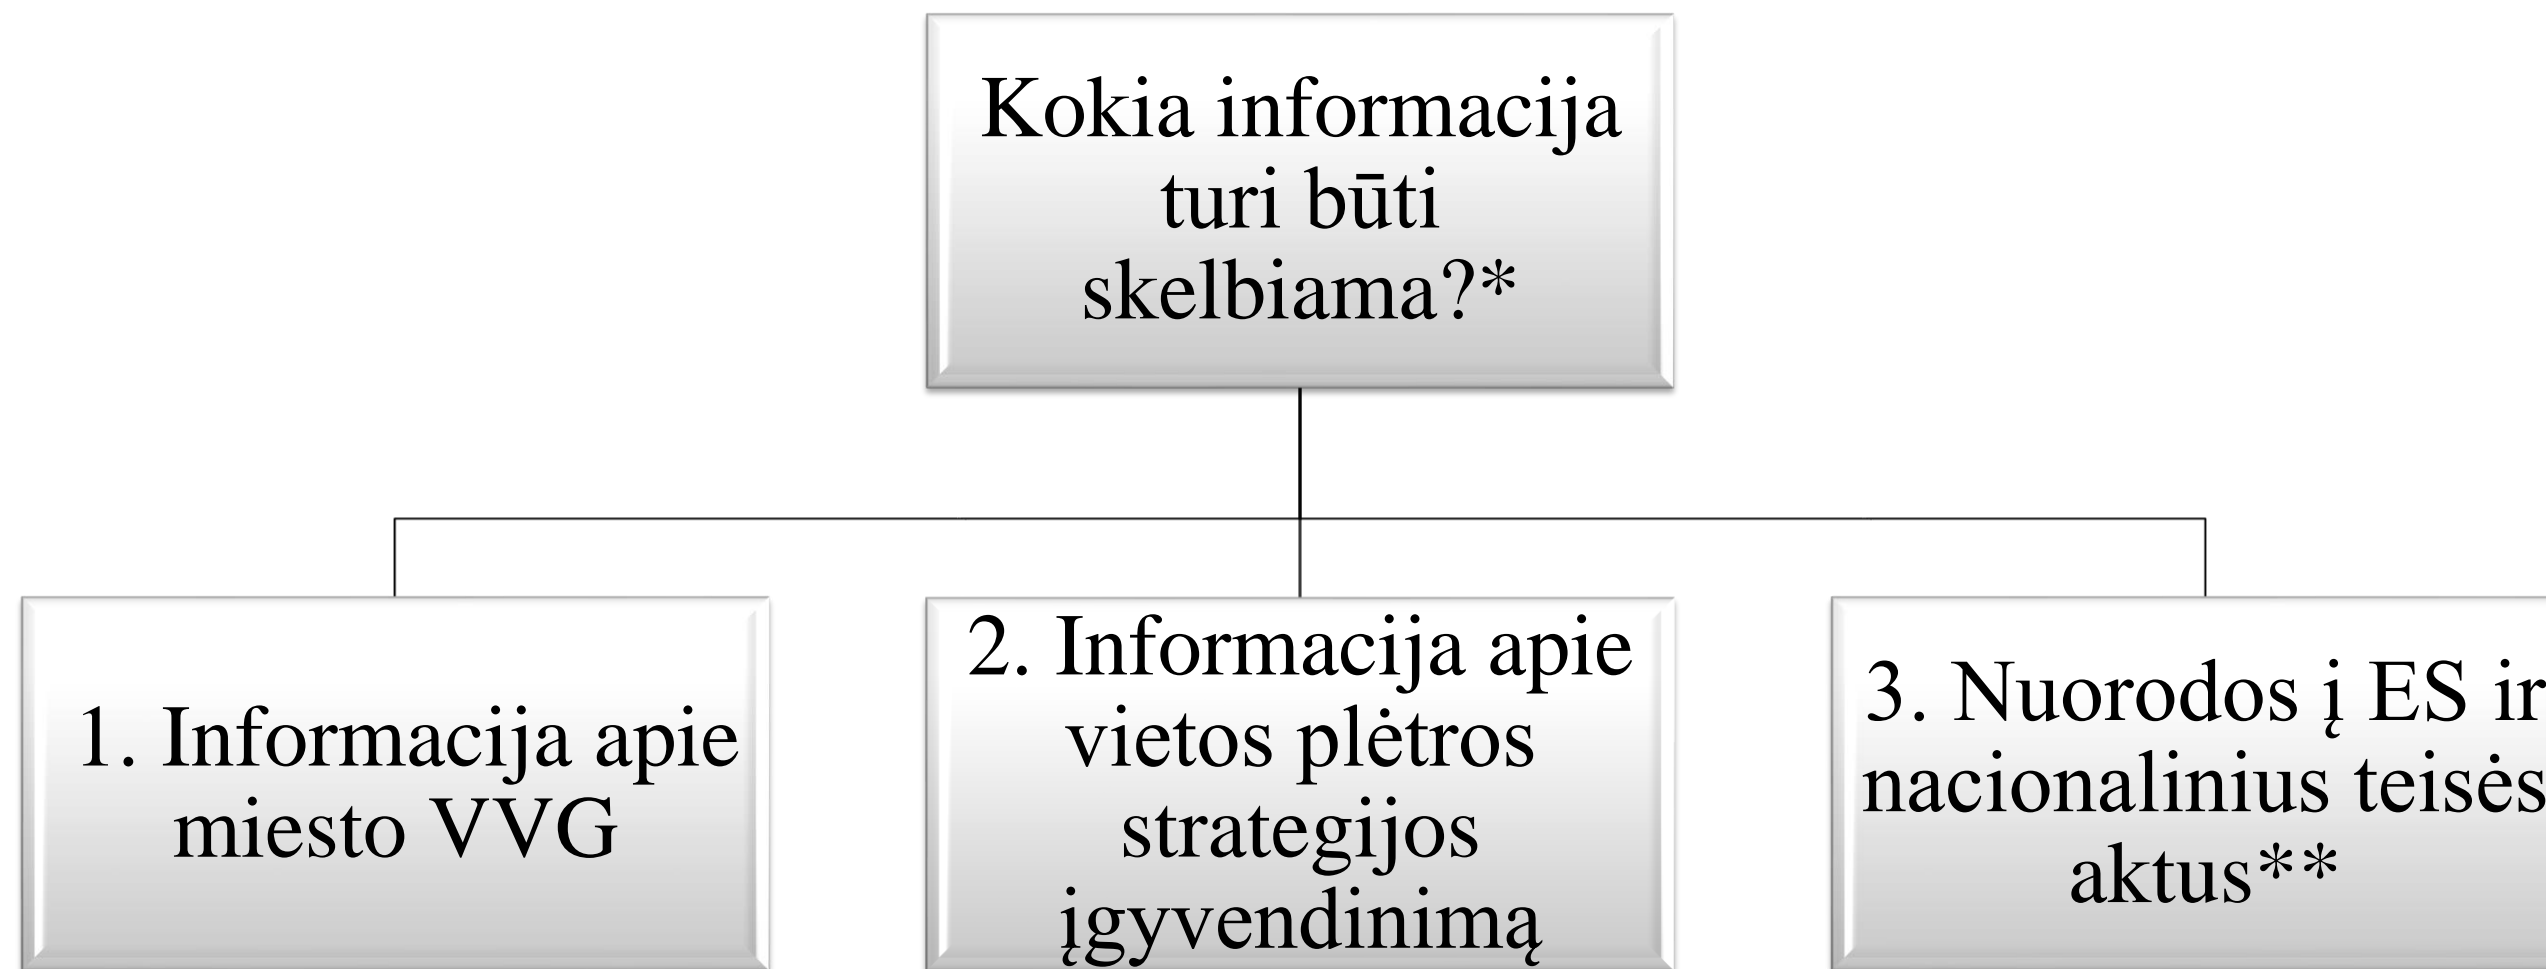 Kokia informacija
turi būti
skelbiama?*
1. Informacija apie
miesto VVG
2. Informacija apie
vietos plėtros
strategijos
įgyvendinimą
3. Nuorodos į ES ir
nacionalinius teisės
aktus**